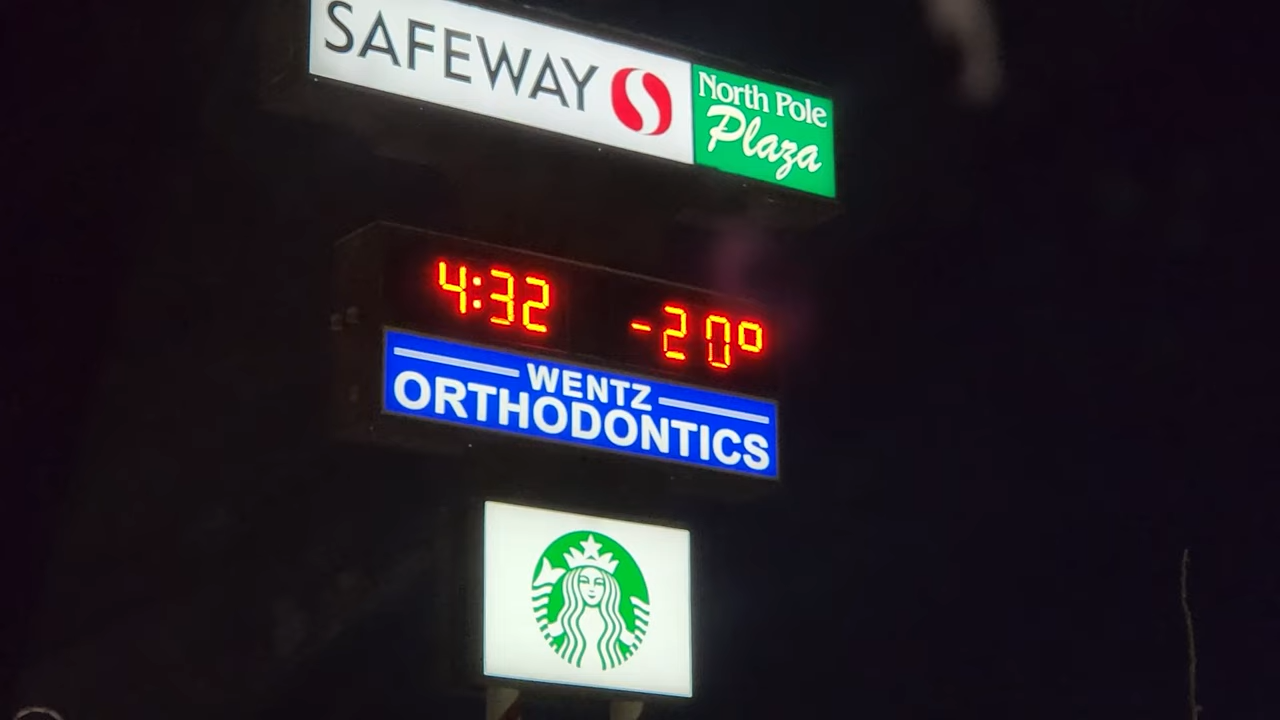 SAFEWAY
North Pole
Plaza
4:32 -20°
WENTZ
ORTHODONTICS